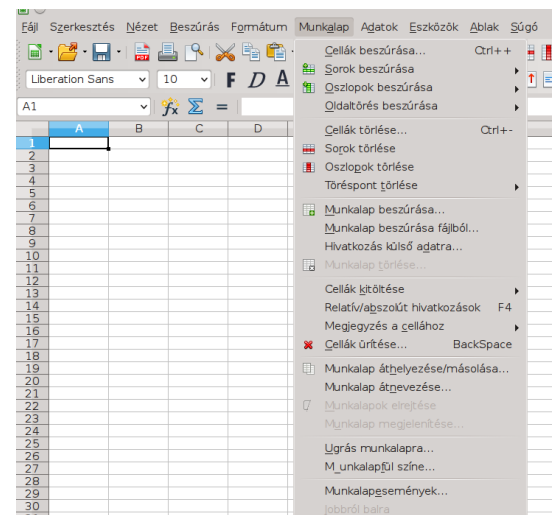 Fájl Szerkesztés Nézet Beszúrás Formátum Munkalap Adatok Eszközök Ablak Súgó
Liberation Sans 10 F D A
A1 fx Σ =
A B C D
1
2
3
4
5
6
7
8
9
10
11
12
13
14
15
16
17
18
19
20
21
22
23
24
25
26
27
28
29
30
Cellák beszúrása... Ctrl++
Sorok beszúrása
Oszlopok beszúrása
Oldaltörés beszúrása
Cellák törlése... Ctrl+-
Sorok törlése
Oszlopok törlése
Töréspont törlése
Munkalap beszúrása...
Munkalap beszúrása fájlból...
Hivatkozás külső adatra...
Munkalap törlése...
Cellák kitöltése
Relatív/abszolút hivatkozások F4
Megjegyzés a cellához
Cellák ürítése... BackSpace
Munkalap áthelyezése/másolása...
Munkalap átnevezése...
Munkalapok elrejtése
Munkalap megjelenítése...
Ugrás munkalapra...
M_unkalapfül színe...
Munkalapesemények...
Jobbról balra